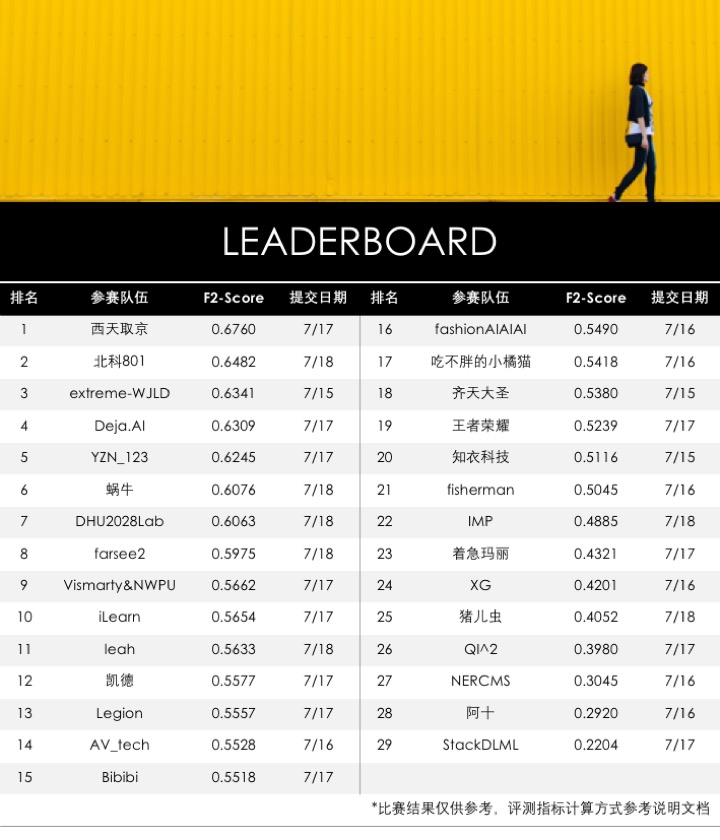 LEADERBOARD
排名 参赛队伍 F2-Score 提交日期 排名 参赛队伍 F2-Score 提交日期
1 西天取京 0.6760 7/17 16 fashionAIAIAI 0.5490 7/16
2 北科801 0.6482 7/18 17 吃不胖的小橘猫 0.5418 7/16
3 extreme-WJLD 0.6341 7/15 18 齐天大圣 0.5380 7/15
4 Deja.AI 0.6309 7/17 19 王者荣耀 0.5239 7/17
5 YZN_123 0.6245 7/17 20 知衣科技 0.5116 7/15
6 蜗牛 0.6076 7/18 21 fisherman 0.5045 7/16
7 DHU2028Lab 0.6063 7/18 22 IMP 0.4885 7/18
8 farsee2 0.5975 7/18 23 着急玛丽 0.4321 7/17
9 Vismarty&NWPU 0.5662 7/17 24 XG 0.4201 7/16
10 iLearn 0.5654 7/17 25 猪儿虫 0.4052 7/18
11 leah 0.5633 7/18 26 QI^2 0.3980 7/17
12 凯德 0.5577 7/17 27 NERCMS 0.3045 7/16
13 Legion 0.5557 7/17 28 阿十 0.2920 7/16
14 AV_tech 0.5528 7/16 29 StackDLML 0.2204 7/17
15 Bibibi 0.5518 7/17
*比赛结果仅供参考，评测指标计算方式参考说明文档